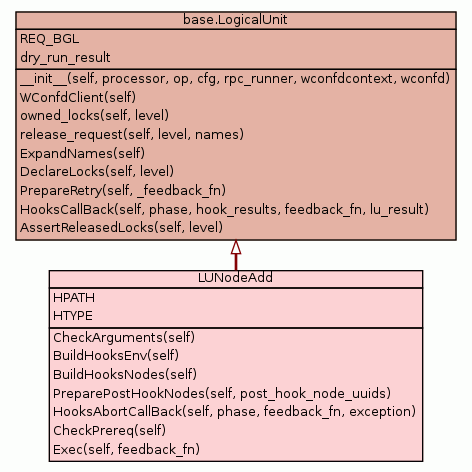 base.LogicalUnit
REQ_BGL
dry_run_result
__init__(self, processor, op, cfg, rpc_runner, wconfdcontext, wconfd)
WConfdClient(self)
owned_locks(self, level)
release_request(self, level, names)
ExpandNames(self)
DeclareLocks(self, level)
PrepareRetry(self, _feedback_fn)
HooksCallBack(self, phase, hook_results, feedback_fn, lu_result)
AssertReleasedLocks(self, level)
LUNodeAdd
HPATH
HTYPE
CheckArguments(self)
BuildHooksEnv(self)
BuildHooksNodes(self)
PreparePostHookNodes(self, post_hook_node_uuids)
HooksAbortCallBack(self, phase, feedback_fn, exception)
CheckPrereq(self)
Exec(self, feedback_fn)